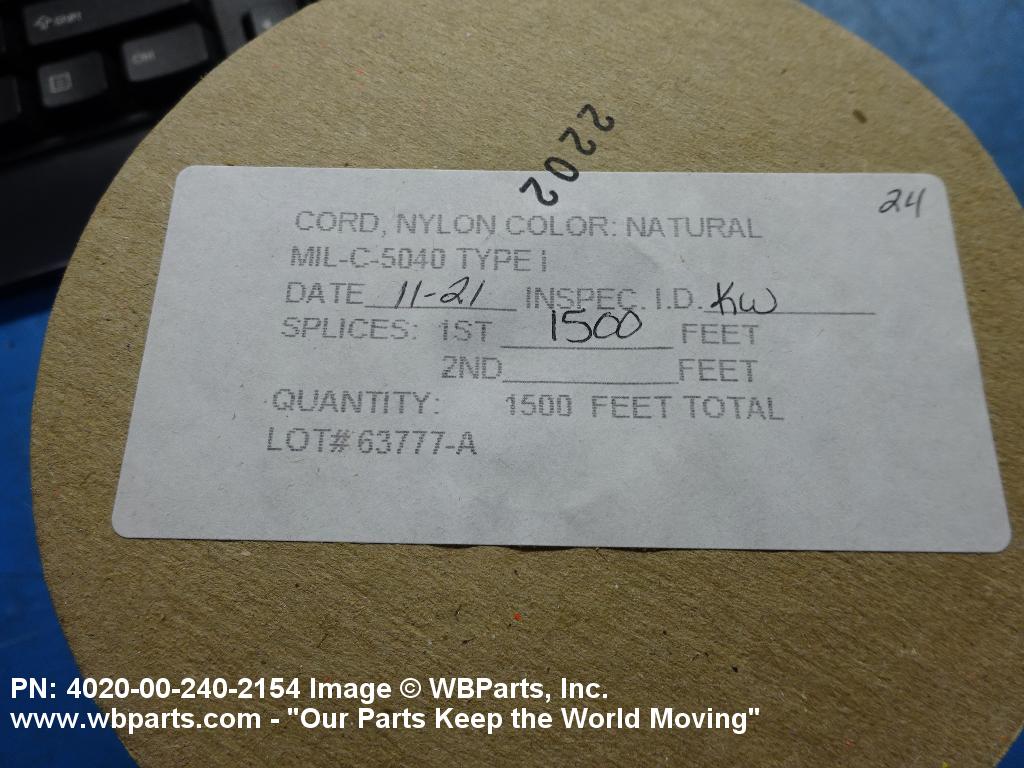 2202
24
CORD, NYLON COLOR: NATURAL
MIL-C-5040 TYPE I
DATE 11-21 INSPEC. I.D. KW
SPLICES: 1ST 1500 FEET
2ND FEET
QUANTITY: 1500 FEET TOTAL
LOT# 63777-A
PN: 4020-00-240-2154 Image © WBParts, Inc.
www.wbparts.com - "Our Parts Keep the World Moving"